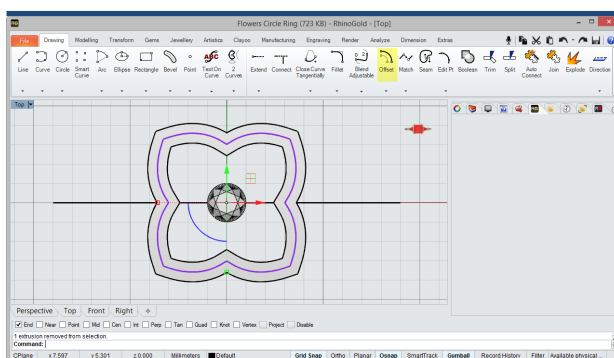 Flowers Circle Ring (723 KB) - RhinoGold - [Top]
File Drawing Modelling Transform Gems Jewellery Artistics Clayoo Manufacturing Engraving Render Analyze Dimension Extras
Line Curve Circle Smart Curve Arc Ellipse Rectangle Bevel Point Text On Curve 2 Curves Extend Connect Close Curve Tangentially Fillet Blend Adjustable Offset Match Seam Edit Pt Boolean Trim Split Auto Connect Join Explode Direction
Top
Perspective Top Front Right
End Near Point Mid Cen Int Perp Tan Quad Knot Vertex Project Disable
1 extrusion removed from selection.
Command:
CPlane x 7.597 y 5.301 z 0.000 Millimeters Default Grid Snap Ortho Planar Osnap SmartTrack Gumball Record History Filter Available physical...